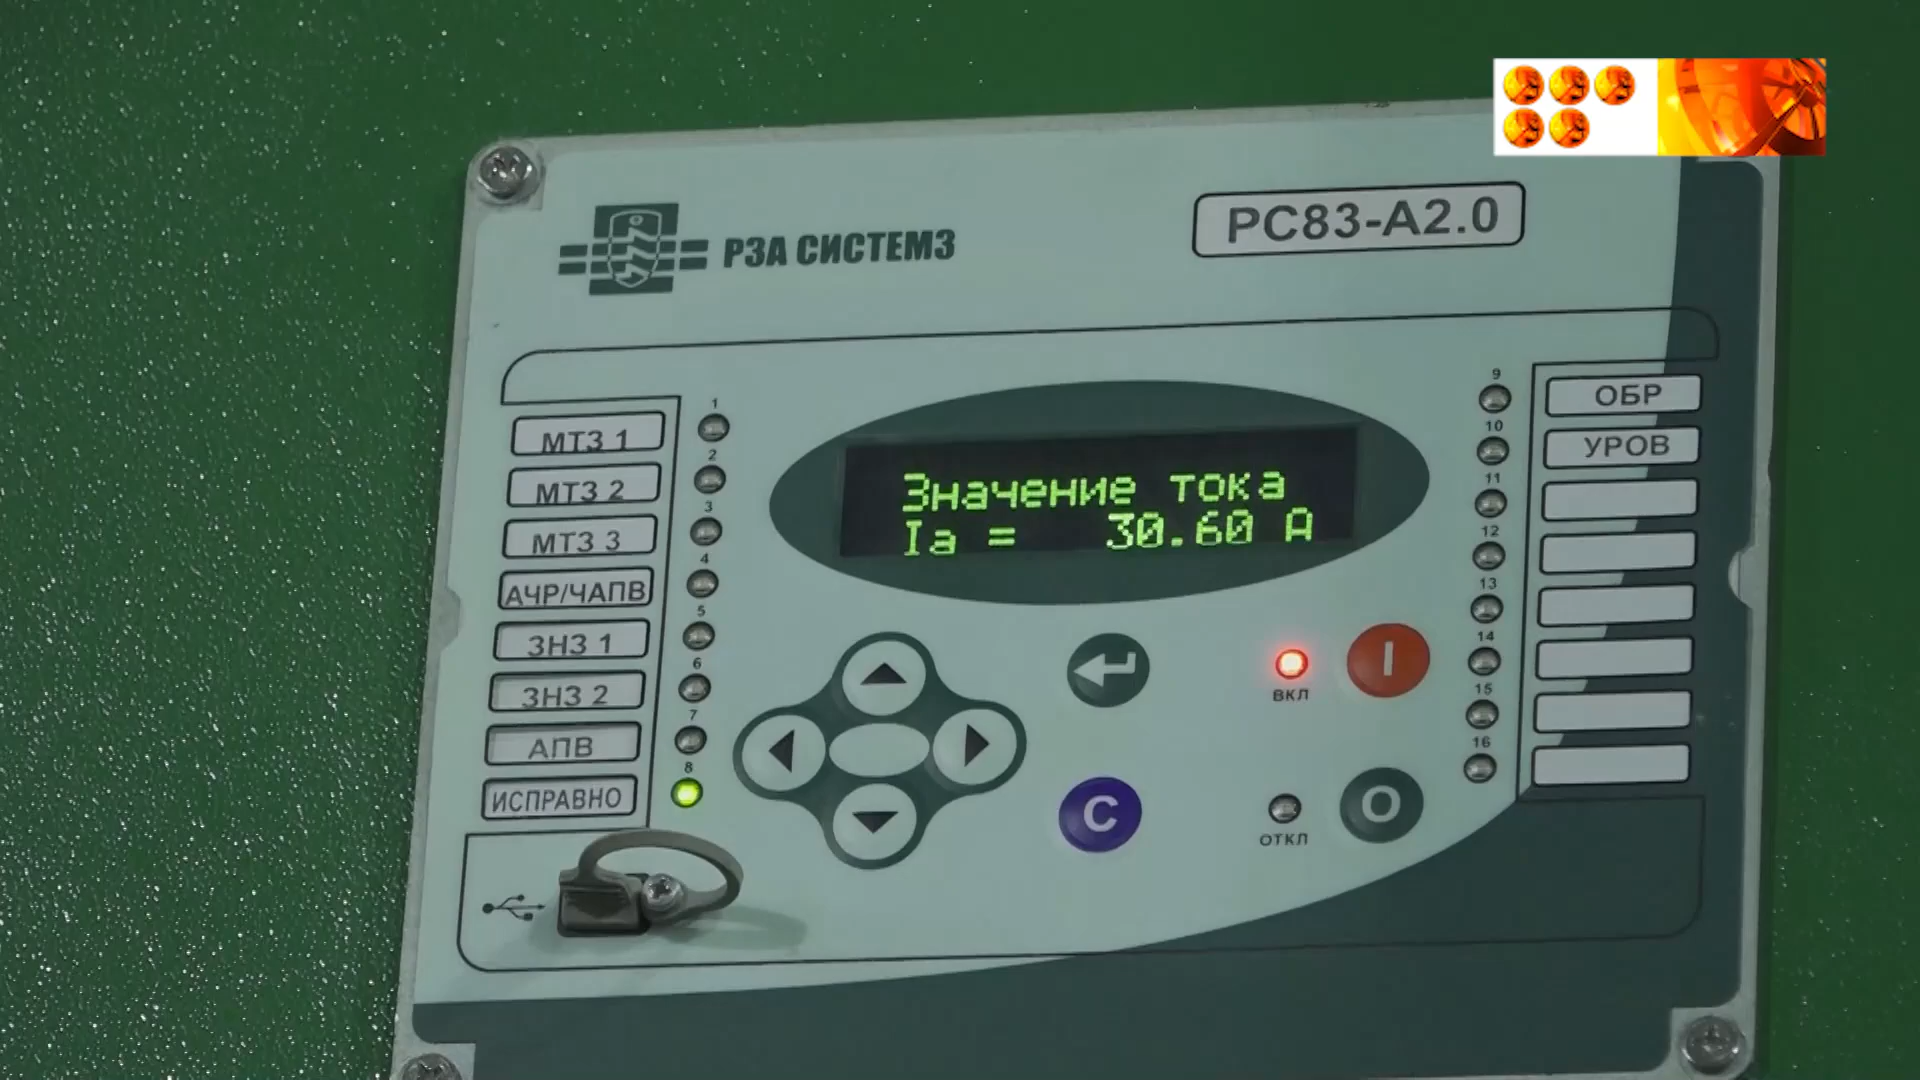 РЗА СИСТЕМЗ
РС83-А2.0
МТЗ 1
МТЗ 2
МТЗ 3
АЧР/ЧАПВ
ЗНЗ 1
ЗНЗ 2
АПВ
ИСПРАВНО
1
2
3
4
5
6
7
8
Значение тока
Ia = 30.60 A
ВКЛ
I
C
ОТКЛ
O
9
10
11
12
13
14
15
16
ОБР
УРОВ